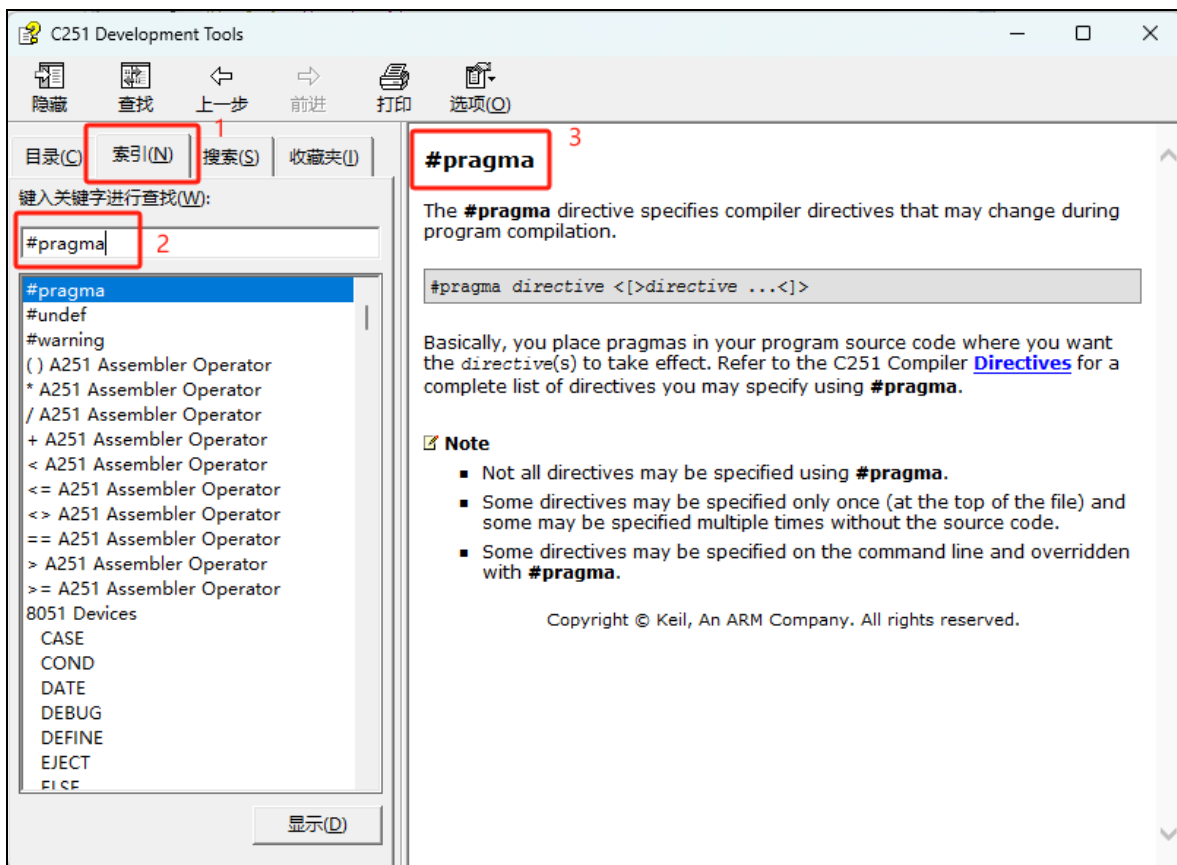 C251 Development Tools
隐藏 查找 上一步 前进 打印 选项(O)
1
目录(C) 索引(N) 搜索(S) 收藏夹(I)
键入关键字进行查找(W):
#pragma 2
#pragma
#undef
#warning
( ) A251 Assembler Operator
* A251 Assembler Operator
/ A251 Assembler Operator
+ A251 Assembler Operator
< A251 Assembler Operator
<= A251 Assembler Operator
<> A251 Assembler Operator
== A251 Assembler Operator
> A251 Assembler Operator
>= A251 Assembler Operator
8051 Devices
CASE
COND
DATE
DEBUG
DEFINE
EJECT
ELSE
显示(D)
#pragma 3
The #pragma directive specifies compiler directives that may change during
program compilation.
#pragma directive <[>directive ...<]>
Basically, you place pragmas in your program source code where you want
the directive(s) to take effect. Refer to the C251 Compiler Directives for a
complete list of directives you may specify using #pragma.
Note
■ Not all directives may be specified using #pragma.
■ Some directives may be specified only once (at the top of the file) and
some may be specified multiple times without the source code.
■ Some directives may be specified on the command line and overridden
with #pragma.
Copyright © Keil, An ARM Company. All rights reserved.